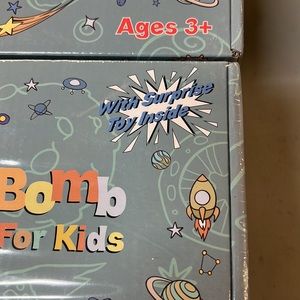 Ages 3+
With Surprise
Toy Inside
Bomb
For Kids